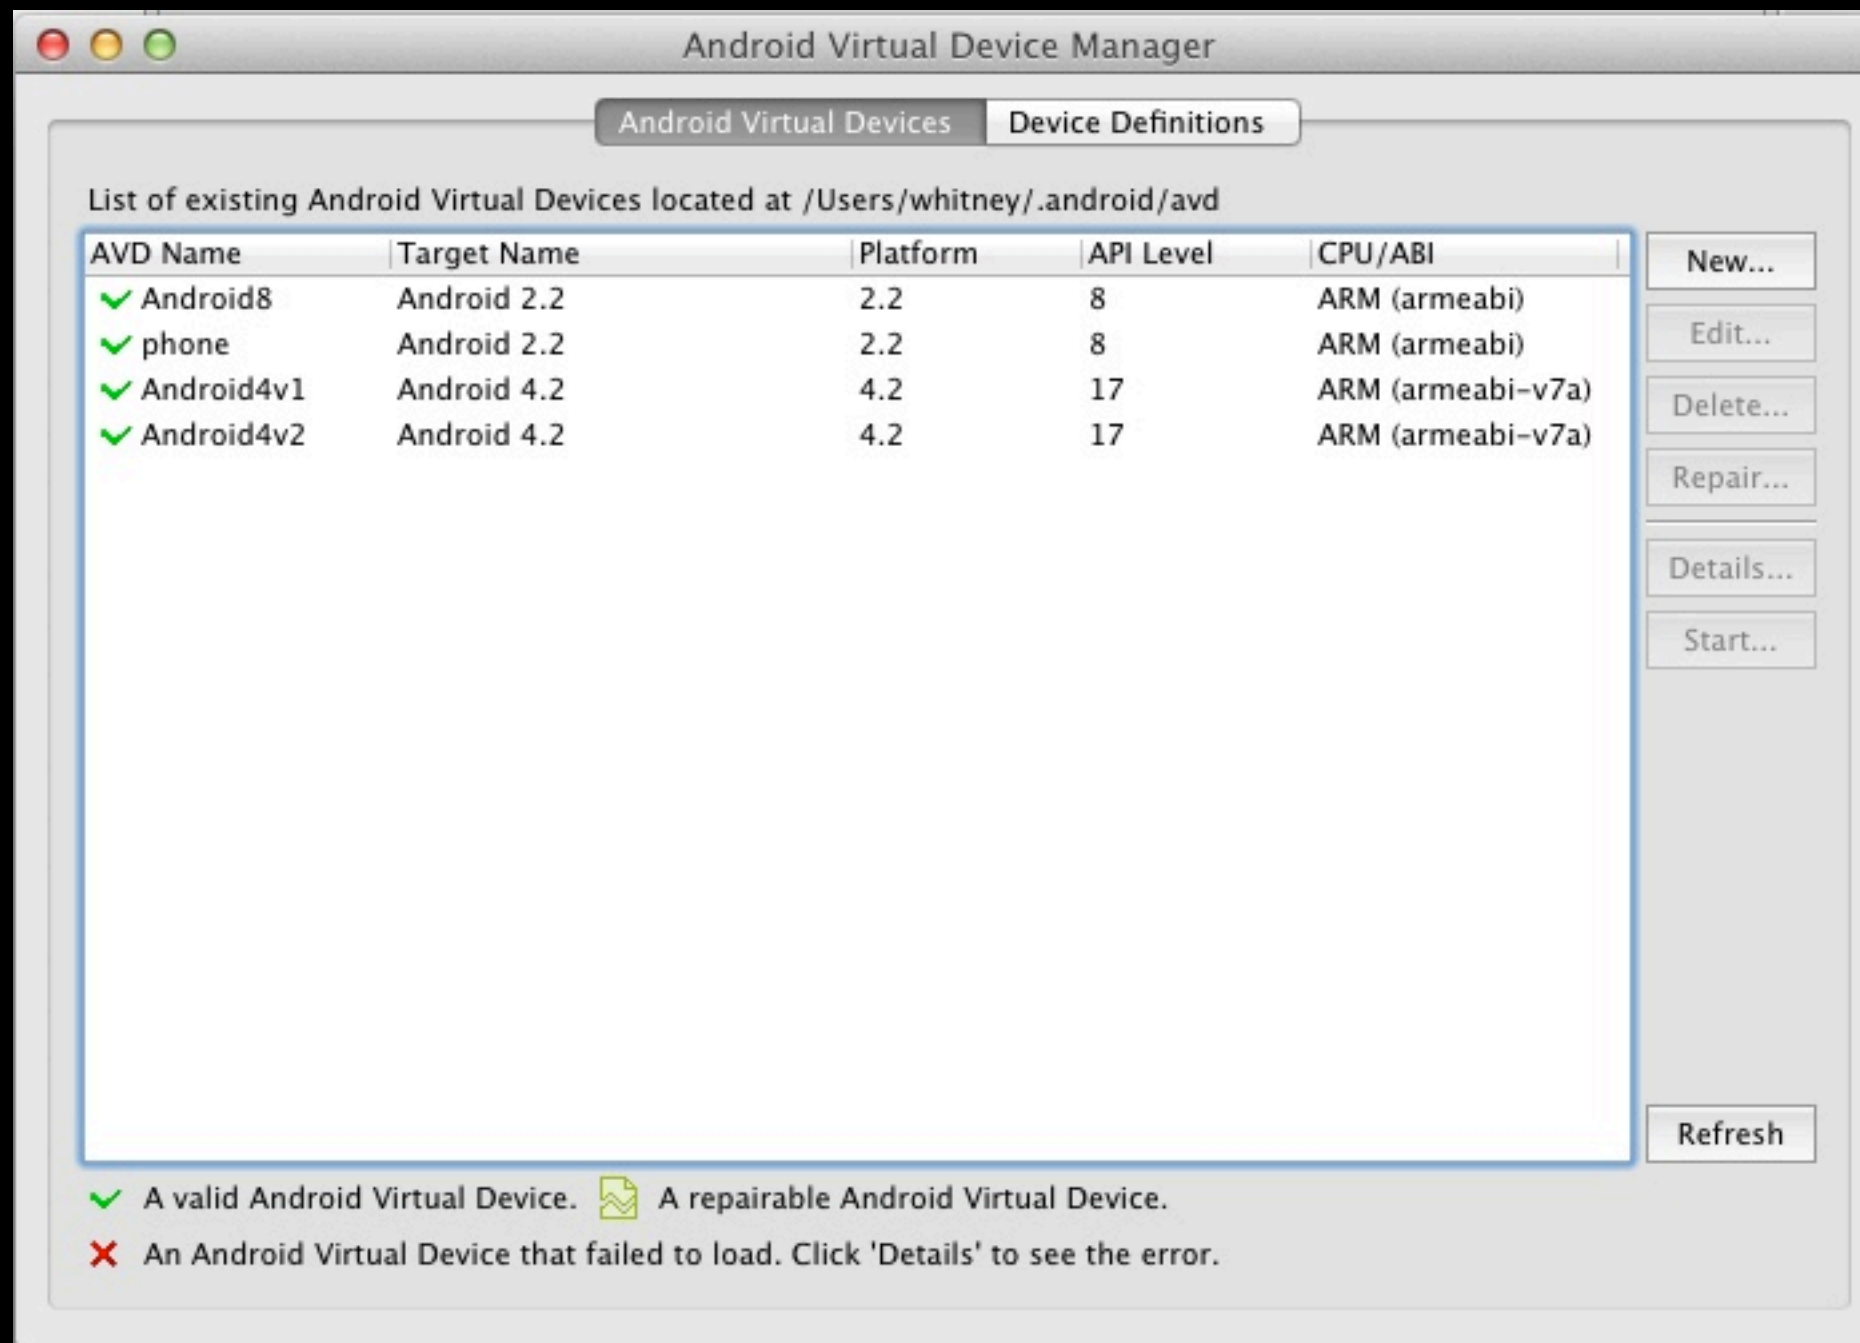 Android Virtual Device Manager
Android Virtual Devices Device Definitions
List of existing Android Virtual Devices located at /Users/whitney/.android/avd
AVD Name Target Name Platform API Level CPU/ABI
Android8 Android 2.2 2.2 8 ARM (armeabi)
phone Android 2.2 2.2 8 ARM (armeabi)
Android4v1 Android 4.2 4.2 17 ARM (armeabi-v7a)
Android4v2 Android 4.2 4.2 17 ARM (armeabi-v7a)
New...
Edit...
Delete...
Repair...
Details...
Start...
Refresh
A valid Android Virtual Device. A repairable Android Virtual Device.
An Android Virtual Device that failed to load. Click 'Details' to see the error.